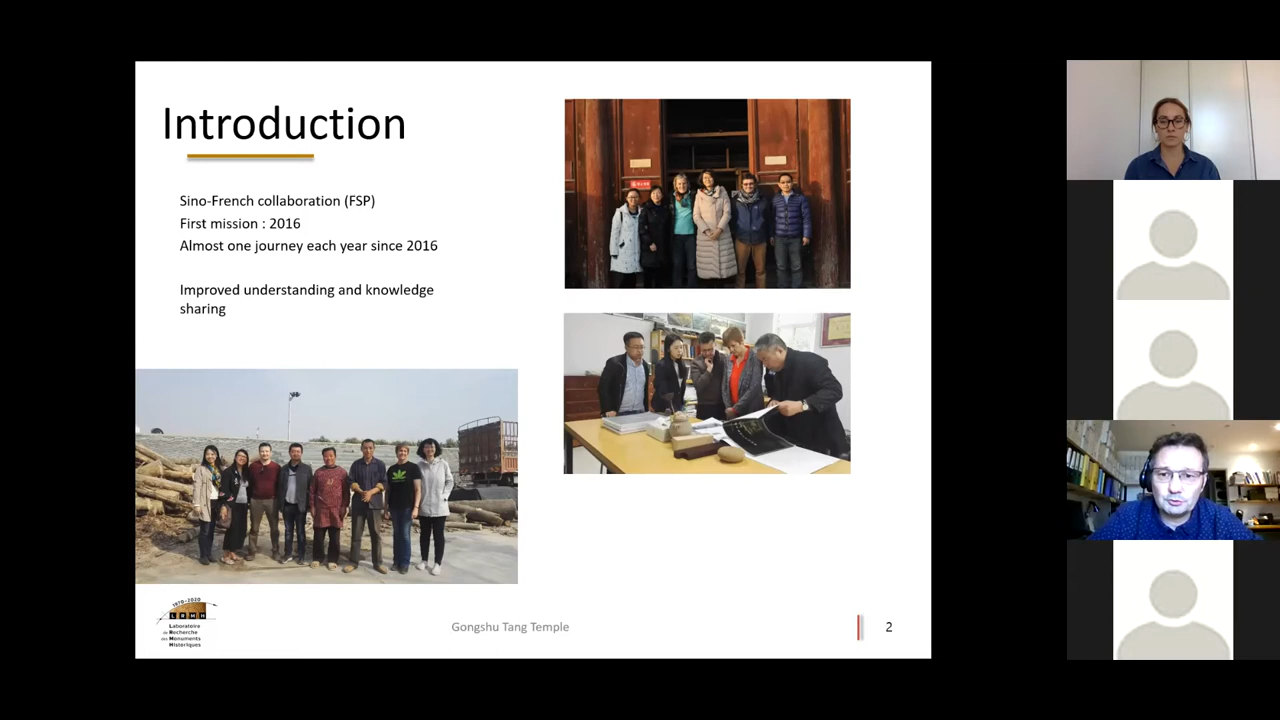 Introduction
Sino-French collaboration (FSP)
First mission : 2016
Almost one journey each year since 2016
Improved understanding and knowledge
sharing
1970-2020
L R M H
Laboratoire
de Recherche
des Monuments
Historiques
Gongshu Tang Temple
2